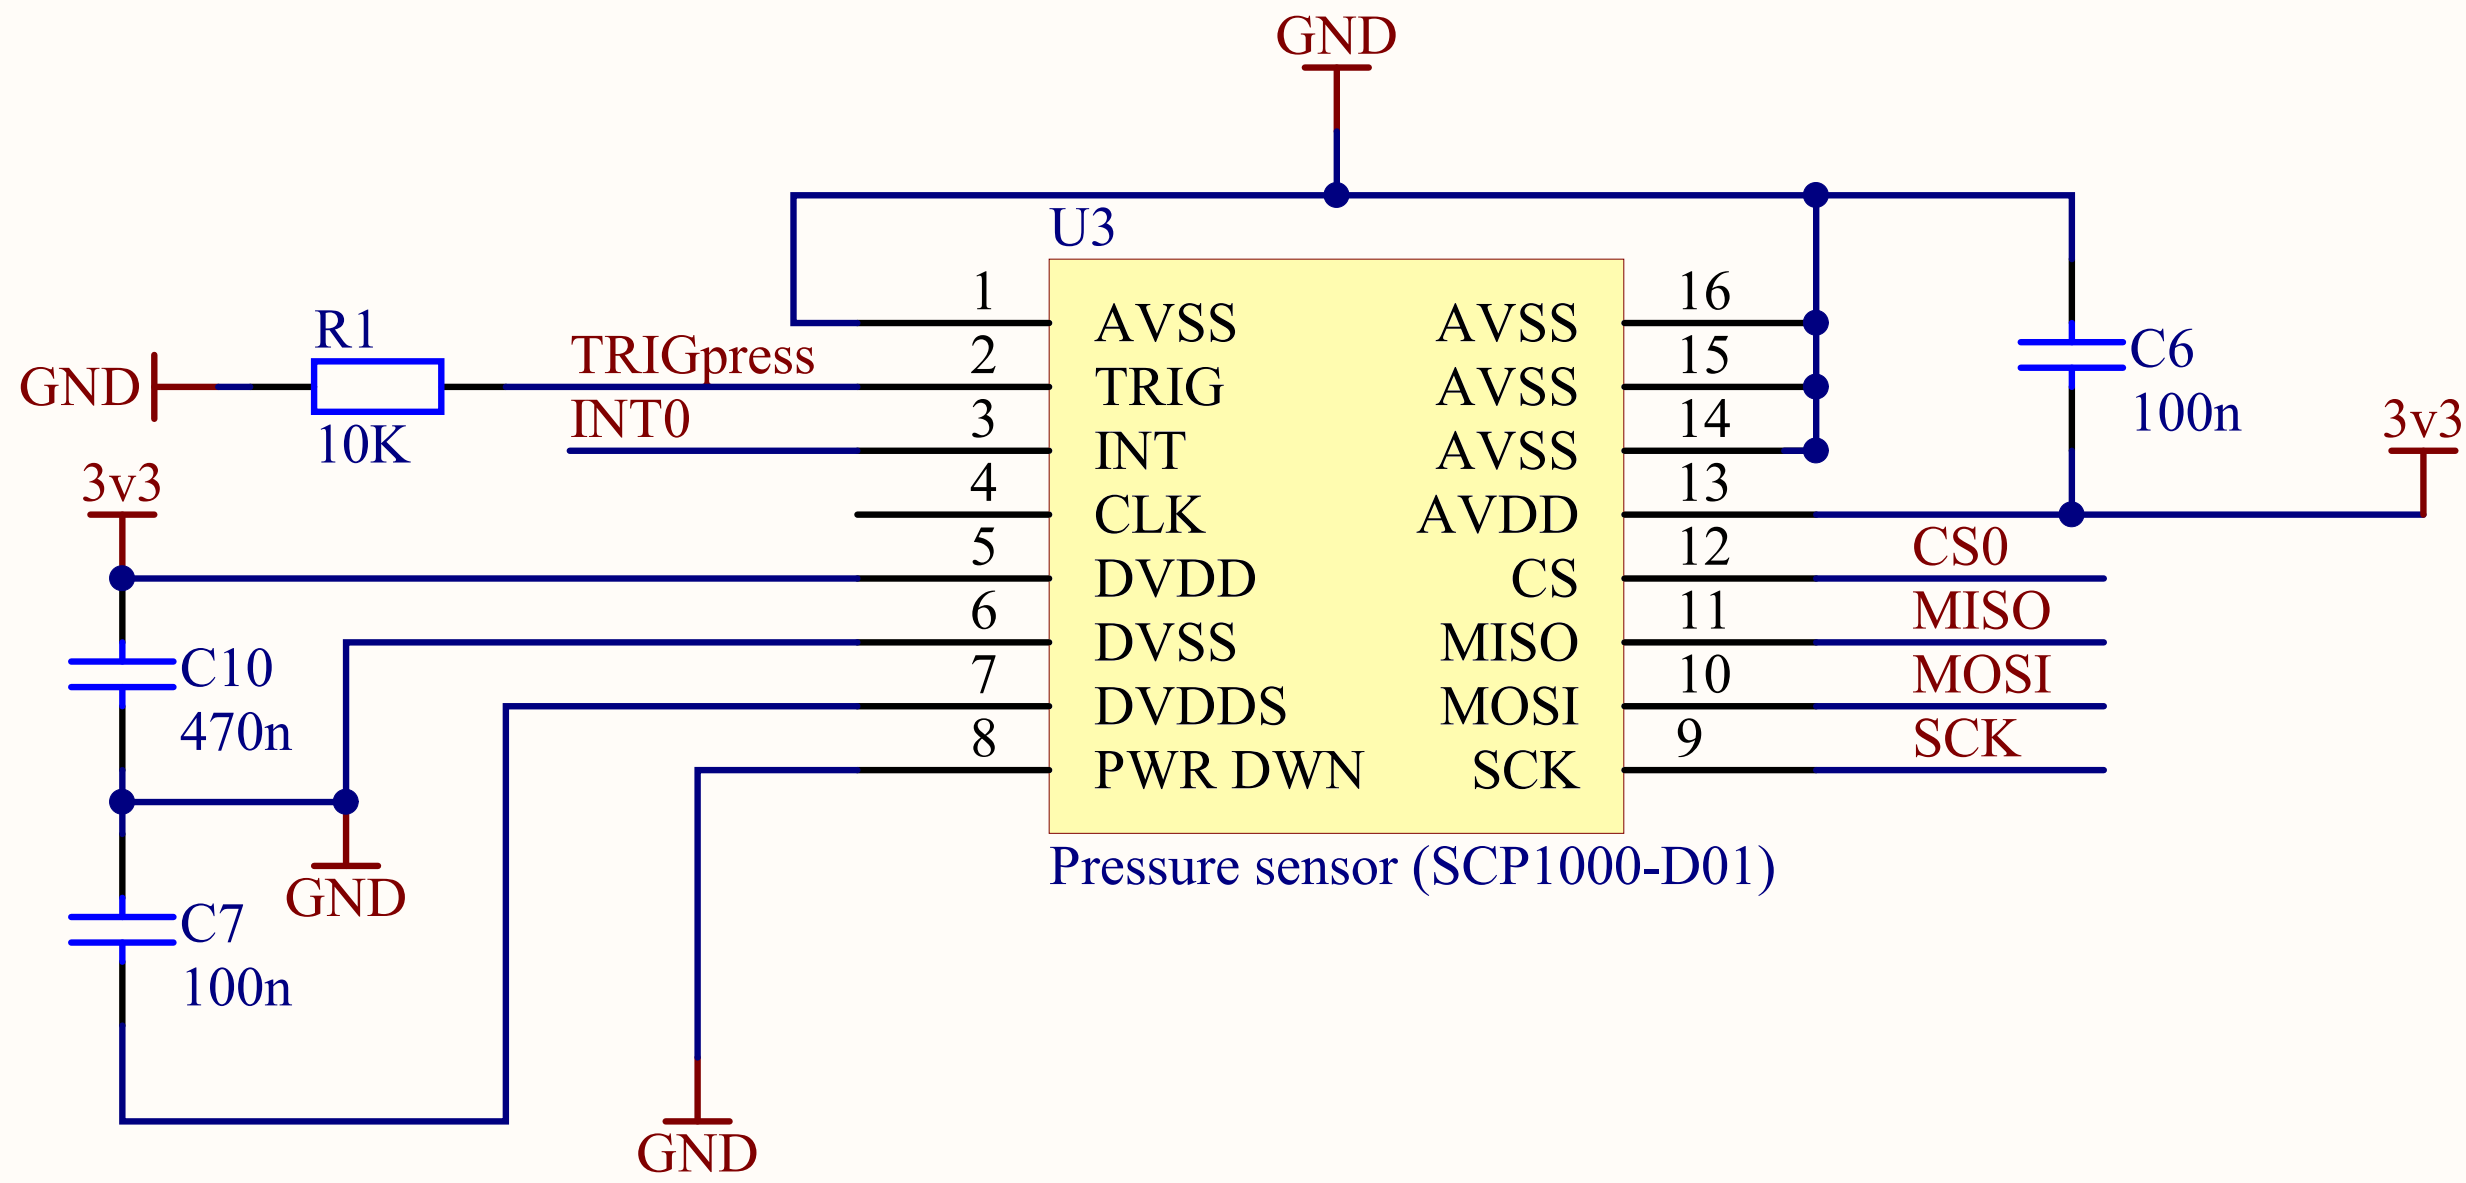 GND
U3
1 AVSS AVSS 16
R1
TRIGpress
2 TRIG AVSS 15
GND
10K
INT0
3 INT AVSS 14
C6
100n
3v3
3v3
4 CLK AVDD 13
5 DVDD CS 12 CS0
6 DVSS MISO 11 MISO
C10
470n
7 DVDDS MOSI 10 MOSI
8 PWR DWN SCK 9 SCK
Pressure sensor (SCP1000-D01)
GND
C7
100n
GND